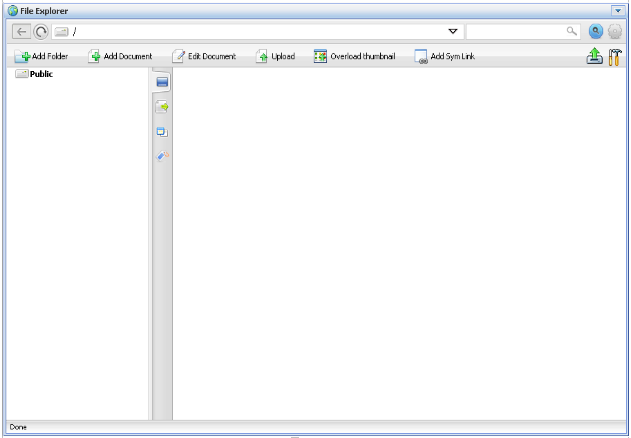 File Explorer
/
Add Folder Add Document Edit Document Upload Overload thumbnail Add Sym Link
Public
Done